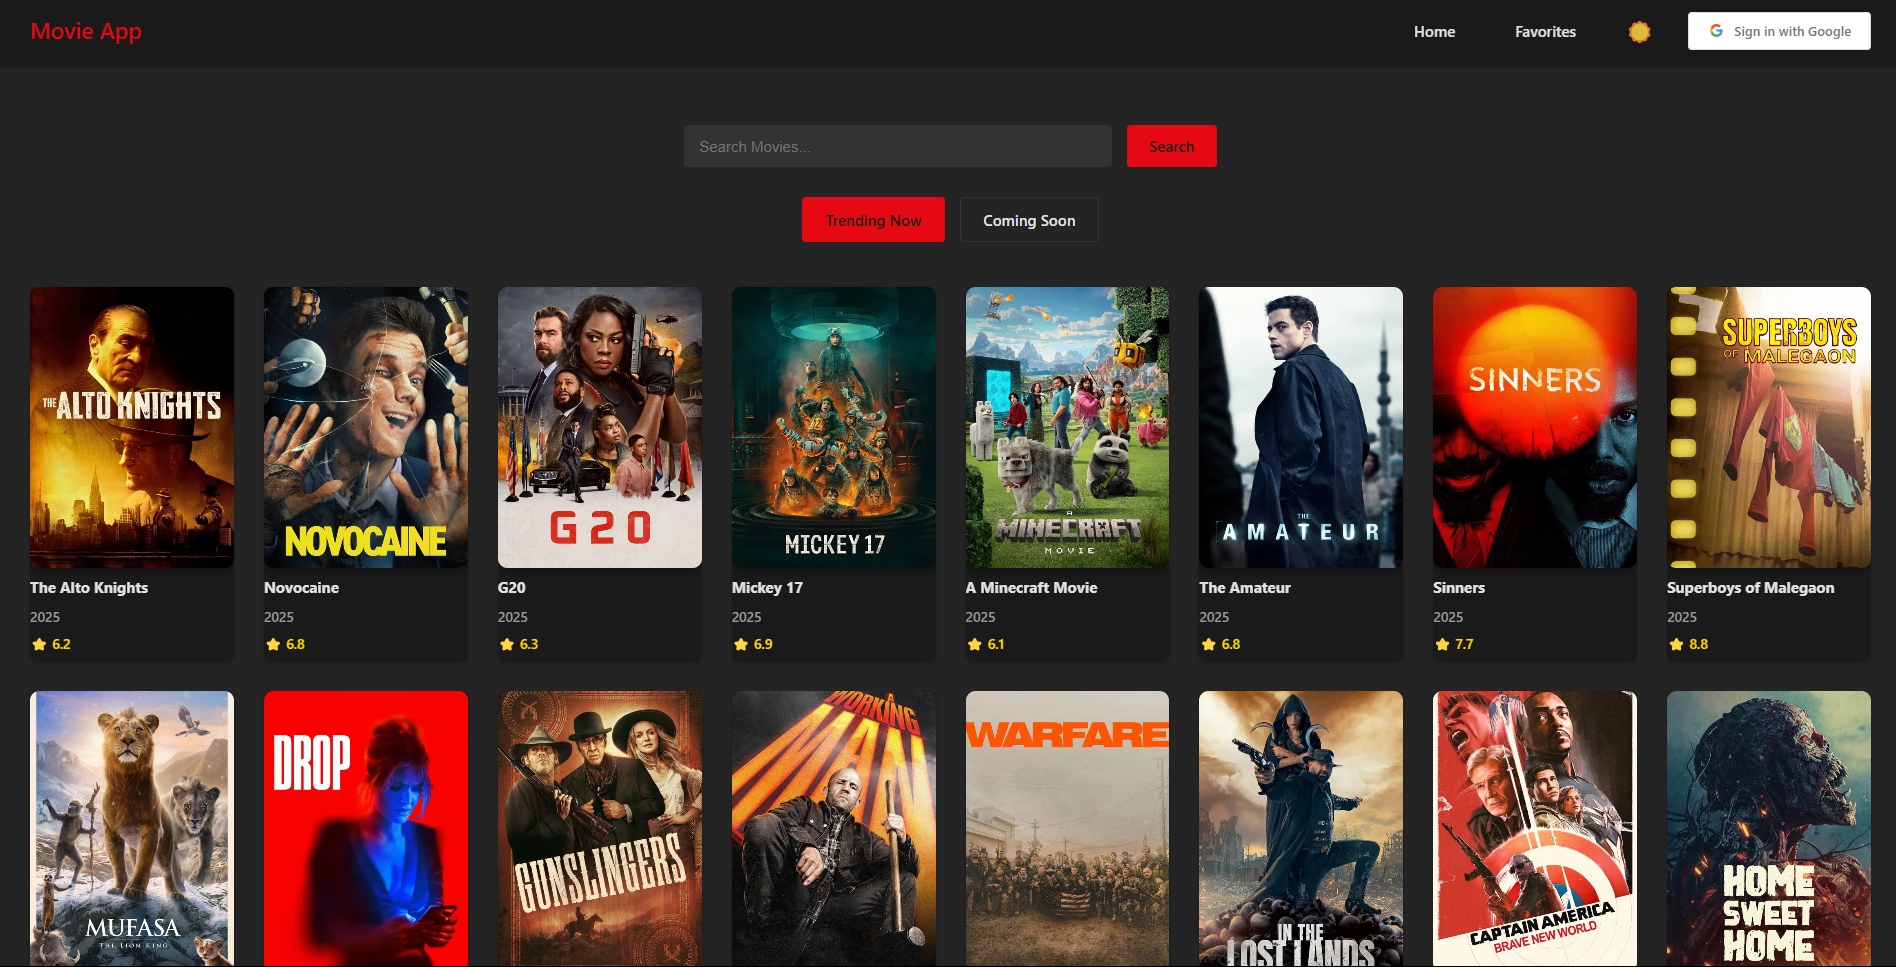 Movie App
Home
Favorites
Sign in with Google
Search Movies...
Search
Trending Now
Coming Soon
THE ALTO KNIGHTS
NOVOCAINE
G20
MICKEY 17
A
MINECRAFT
MOVIE
THE
AMATEUR
SINNERS
SUPERBOYS
OF MALEGAON
The Alto Knights
2025
6.2
Novocaine
2025
6.8
G20
2025
6.3
Mickey 17
2025
6.9
A Minecraft Movie
2025
6.1
The Amateur
2025
6.8
Sinners
2025
7.7
Superboys of Malegaon
2025
8.8
MUFASA
THE LION KING
DROP
GUNSLINGERS
A
WORKING
MAN
WARFARE
IN THE
LOST LANDS
CAPTAIN AMERICA
BRAVE NEW WORLD
HOME
SWEET
HOME